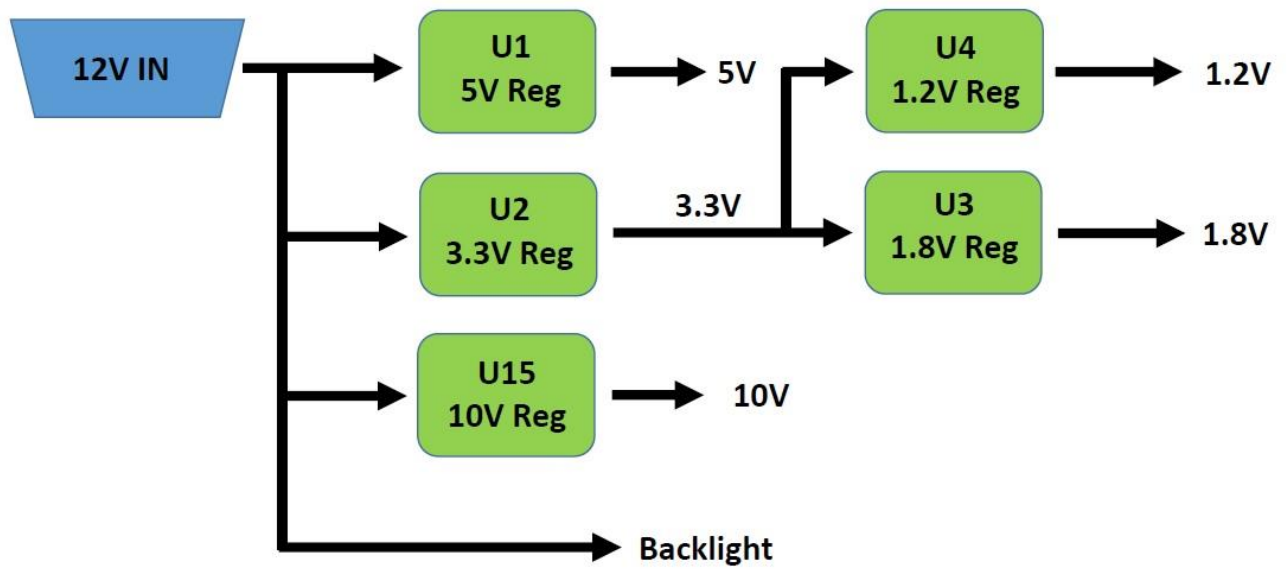 12V IN
U1
5V Reg
5V
U4
1.2V Reg
1.2V
U2
3.3V Reg
3.3V
U3
1.8V Reg
1.8V
U15
10V Reg
10V
Backlight